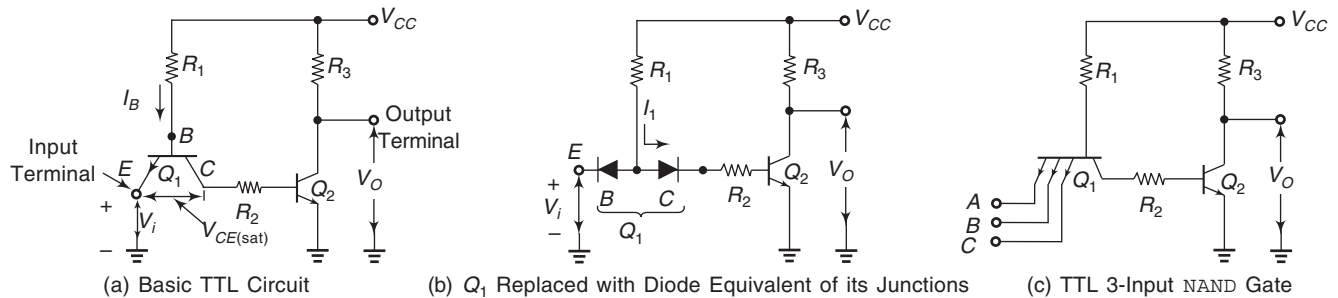 V_CC
R_1
R_3
I_B
B
Output
Terminal
Input
Terminal
E
Q_1
C
Q_2
V_O
+
V_i
R_2
–
V_CE(sat)
(a) Basic TTL Circuit
V_CC
R_1
R_3
I_1
E
+
V_i
–
B
C
R_2
Q_2
V_O
Q_1
(b) Q_1 Replaced with Diode Equivalent of its Junctions
V_CC
R_1
R_3
Q_1
Q_2
R_2
V_O
A
B
C
(c) TTL 3-Input NAND Gate